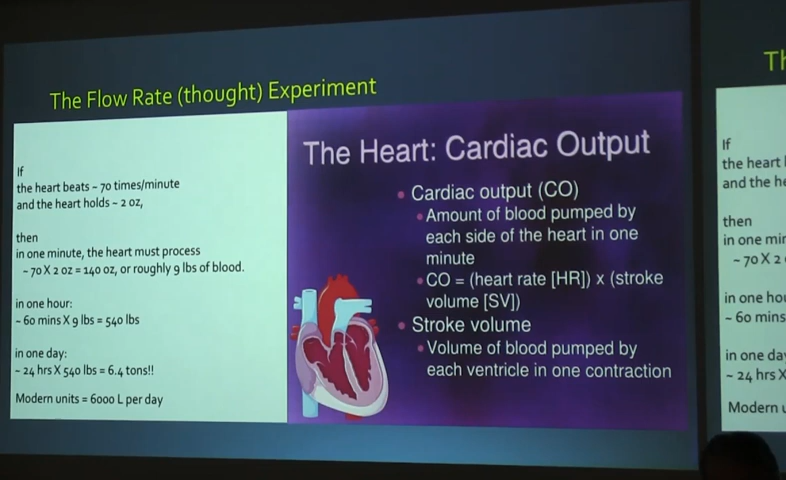 The Flow Rate (thought) Experiment
If
the heart beats ~ 70 times/minute
and the heart holds ~ 2 oz,
then
in one minute, the heart must process
~ 70 X 2 oz = 140 oz, or roughly 9 lbs of blood.
in one hour:
~ 60 mins X 9 lbs = 540 lbs
in one day:
~ 24 hrs X 540 lbs = 6.4 tons!!
Modern units = 6000 L per day
The Heart: Cardiac Output
• Cardiac output (CO)
• Amount of blood pumped by
each side of the heart in one
minute
• CO = (heart rate [HR]) x (stroke
volume [SV])
• Stroke volume
• Volume of blood pumped by
each ventricle in one contraction
Th
If
the heart
and the he
then
in one min
~ 70 X 2
in one hou
~ 60 mins
in one da
~ 24 hrs X
Modern u